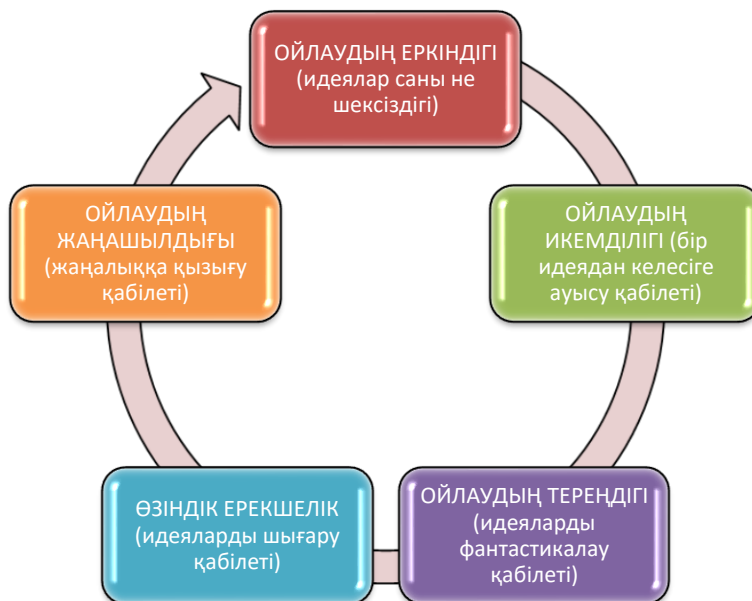 ОЙЛАУДЫҢ ЕРКІНДІГІ
(идеялар саны не
шексіздігі)
ОЙЛАУДЫҢ
ИКЕМДІЛІГІ (бір
идеядан келесіге
ауысу қабілеті)
ОЙЛАУДЫҢ ТЕРЕҢДІГІ
(идеяларды
фантастикалау
қабілеті)
ӨЗІНДІК ЕРЕКШЕЛІК
(идеяларды шығару
қабілеті)
ОЙЛАУДЫҢ
ЖАҢАШЫЛДЫҒЫ
(жаңалыққа қызығу
қабілеті)